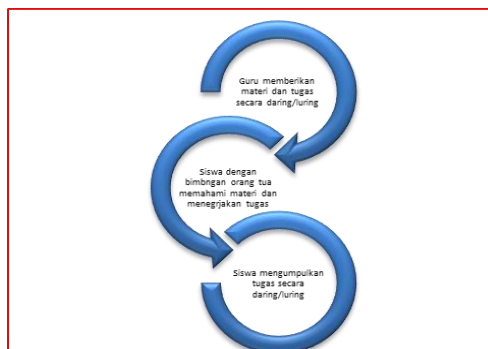 Guru memberikan
materi dan tugas
secara daring/luring
Siswa dengan
bimbngan orang tua
memahami materi dan
menegrjakan tugas
Siswa mengumpulkan
tugas secara
daring/luring